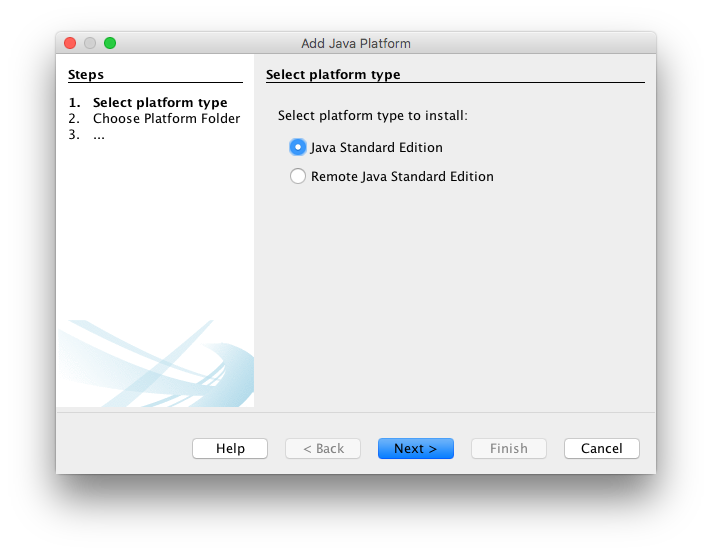 Add Java Platform
Steps
1. Select platform type
2. Choose Platform Folder
3. ...
Select platform type
Select platform type to install:
Java Standard Edition
Remote Java Standard Edition
Help
< Back
Next >
Finish
Cancel